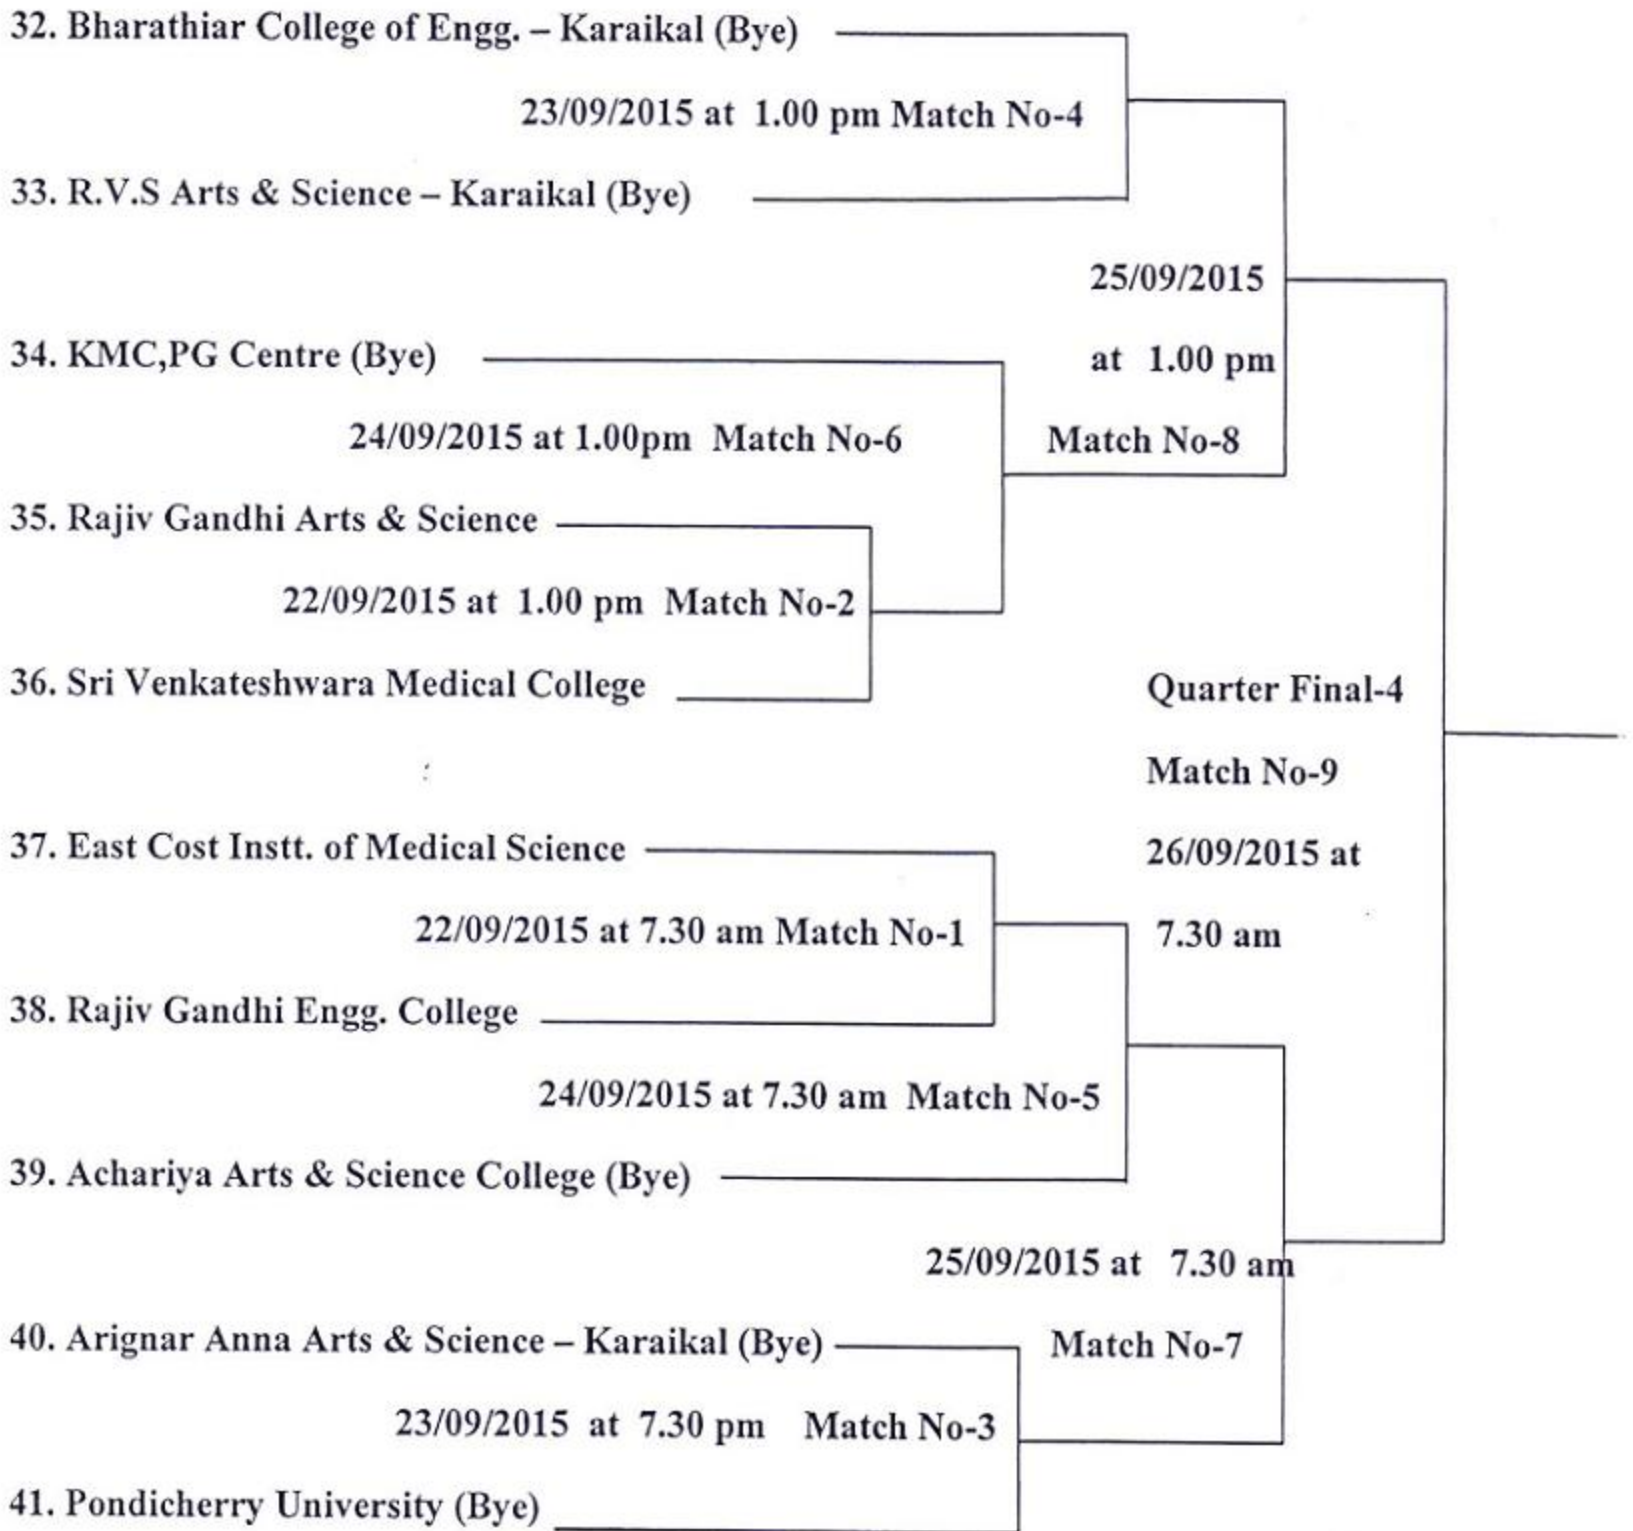 32. Bharathiar College of Engg. – Karaikal (Bye)
23/09/2015 at 1.00 pm Match No-4
33. R.V.S Arts & Science – Karaikal (Bye)
25/09/2015
34. KMC,PG Centre (Bye)
at 1.00 pm
24/09/2015 at 1.00pm Match No-6
Match No-8
35. Rajiv Gandhi Arts & Science
22/09/2015 at 1.00 pm Match No-2
36. Sri Venkateshwara Medical College
Quarter Final-4
Match No-9
37. East Cost Instt. of Medical Science
26/09/2015 at
22/09/2015 at 7.30 am Match No-1
7.30 am
38. Rajiv Gandhi Engg. College
24/09/2015 at 7.30 am Match No-5
39. Achariya Arts & Science College (Bye)
25/09/2015 at 7.30 am
40. Arignar Anna Arts & Science – Karaikal (Bye)
Match No-7
23/09/2015 at 7.30 pm Match No-3
41. Pondicherry University (Bye)